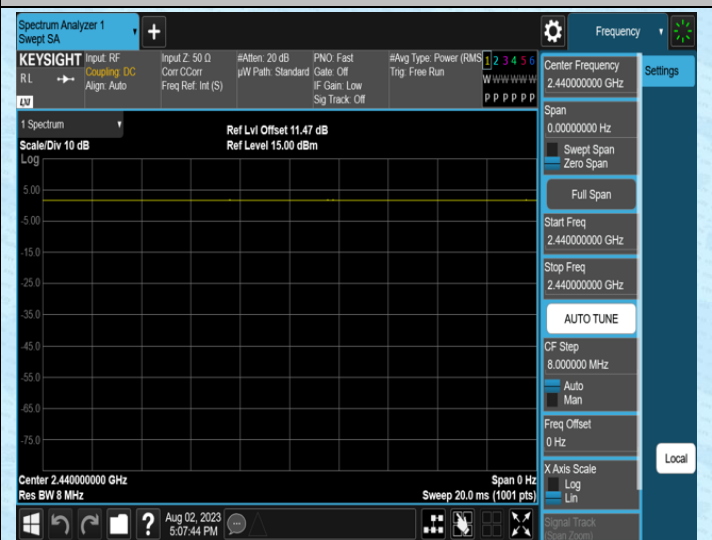 Spectrum Analyzer 1
Swept SA
+
Frequency
KEYSIGHT
RL
LXI
Input: RF
Coupling: DC
Align: Auto
Input Z: 50 Ω
Corr CCorr
Freq Ref: Int (S)
#Atten: 20 dB
µW Path: Standard
PNO: Fast
Gate: Off
IF Gain: Low
Sig Track: Off
#Avg Type: Power (RMS
Trig: Free Run
1 2 3 4 5 6
W W W W W W
P P P P P P
Center Frequency
2.440000000 GHz
Settings
Span
0.00000000 Hz
Swept Span
Zero Span
Full Span
Start Freq
2.440000000 GHz
Stop Freq
2.440000000 GHz
AUTO TUNE
CF Step
8.000000 MHz
Auto
Man
Freq Offset
0 Hz
X Axis Scale
Log
Lin
Signal Track
(Span Zoom)
Local
1 Spectrum
Scale/Div 10 dB
Ref Lvl Offset 11.47 dB
Ref Level 15.00 dBm
Log
5.00
-5.00
-15.0
-25.0
-35.0
-45.0
-55.0
-65.0
-75.0
Center 2.440000000 GHz
Span 0 Hz
Res BW 8 MHz
Sweep 20.0 ms (1001 pts)
?
Aug 02, 2023
5:07:44 PM